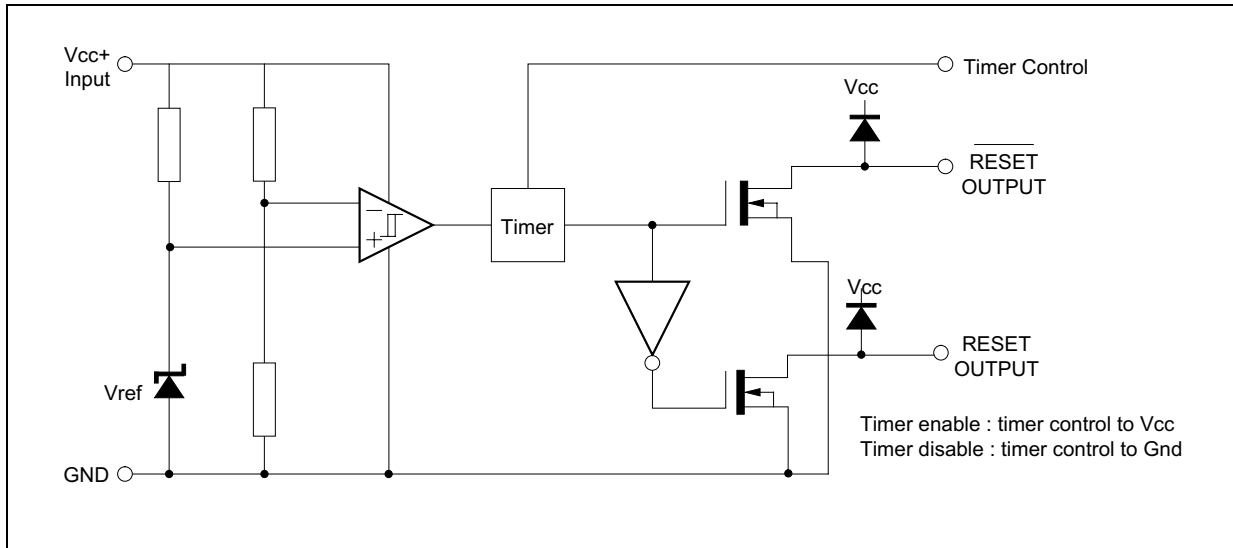 Vcc+
Input
Timer Control
Vcc
RESET
OUTPUT
−
+
Timer
Vcc
RESET
OUTPUT
Vref
Timer enable : timer control to Vcc
Timer disable : timer control to Gnd
GND